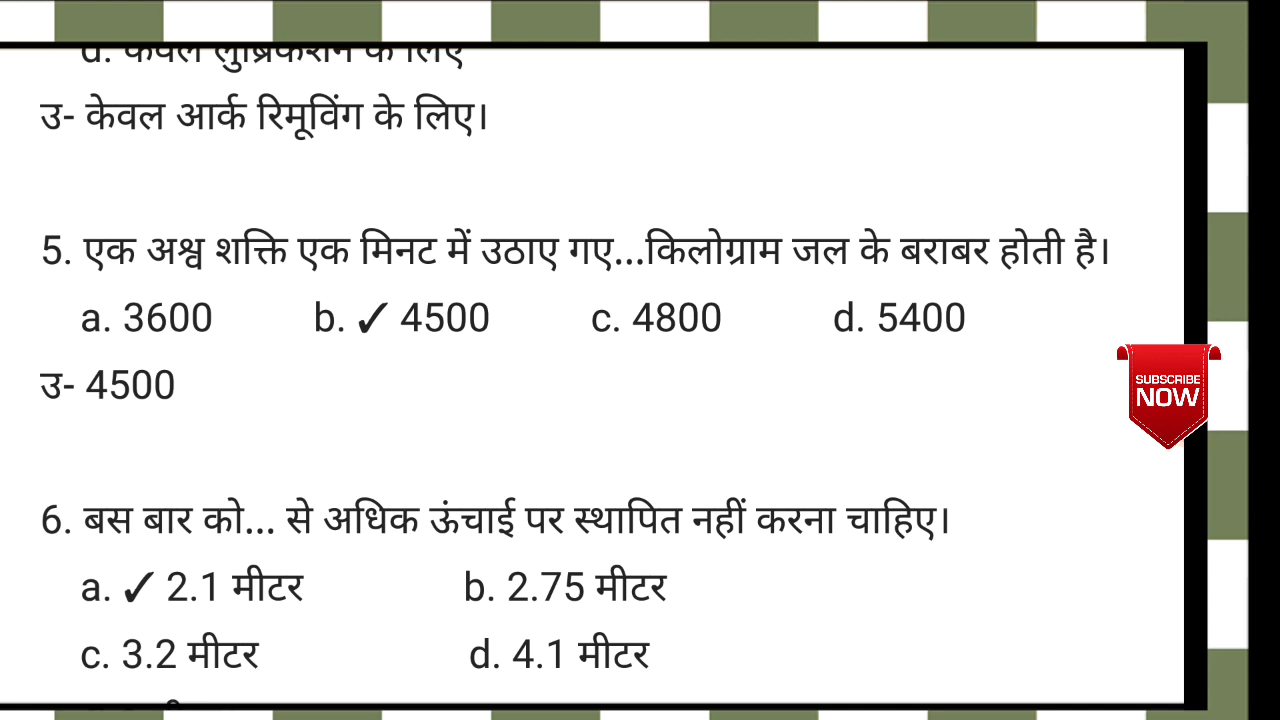 d. केवल लुब्रिकेशन के लिए
उ- केवल आर्क रिमूविंग के लिए।
5. एक अश्व शक्ति एक मिनट में उठाए गए...किलोग्राम जल के बराबर होती है।
a. 3600 b. ✓ 4500 c. 4800 d. 5400
उ- 4500
SUBSCRIBE
NOW
6. बस बार को... से अधिक ऊंचाई पर स्थापित नहीं करना चाहिए।
a. ✓ 2.1 मीटर b. 2.75 मीटर
c. 3.2 मीटर d. 4.1 मीटर